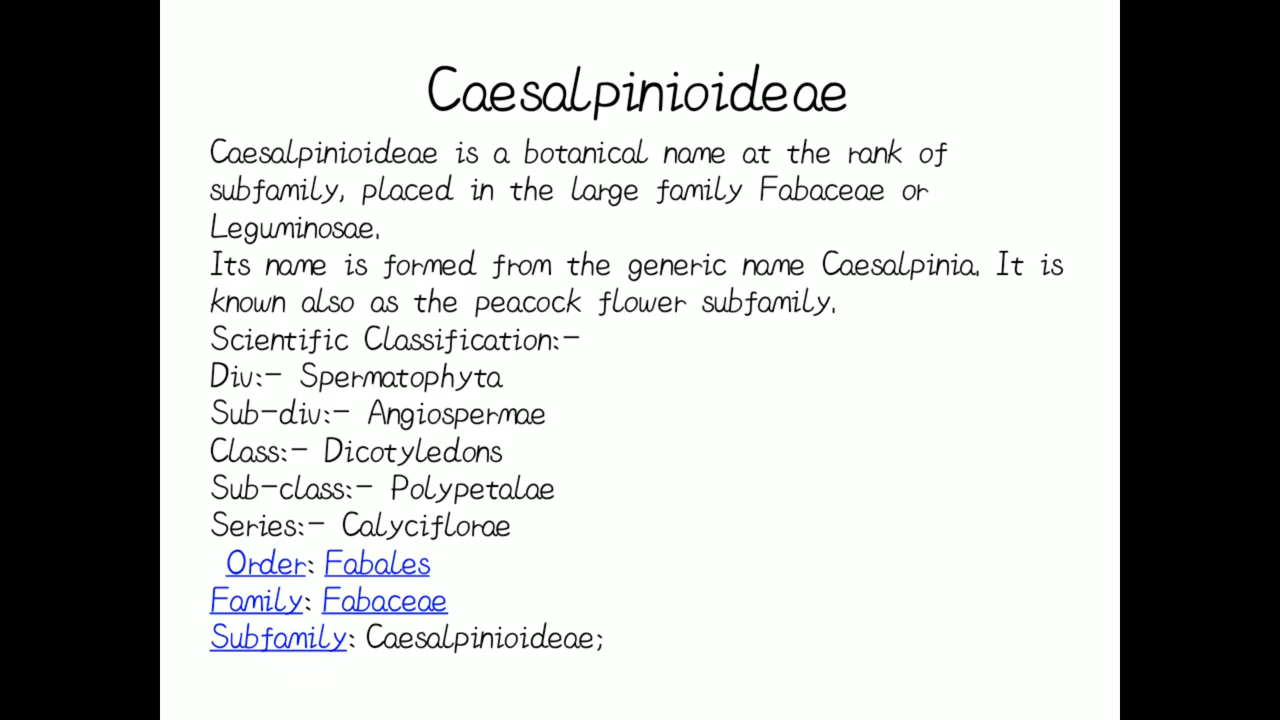 Caesalpinioideae
Caesalpinioideae is a botanical name at the rank of
subfamily, placed in the large family Fabaceae or
Leguminosae.
Its name is formed from the generic name Caesalpinia. It is
known also as the peacock flower subfamily.
Scientific Classification:-
Div:- Spermatophyta
Sub-div:- Angiospermae
Class:- Dicotyledons
Sub-class:- Polypetalae
Series:- Calyciflorae
Order: Fabales
Family: Fabaceae
Subfamily: Caesalpinioideae;